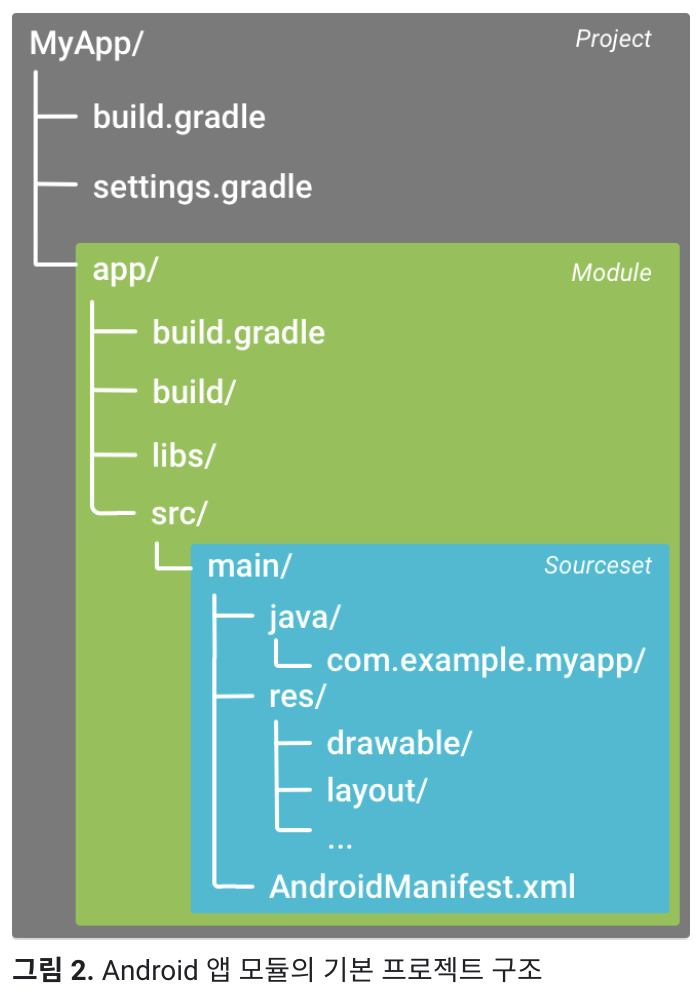 MyApp/ Project
build.gradle
settings.gradle
app/ Module
build.gradle
build/
libs/
src/
main/ Sourceset
java/
com.example.myapp/
res/
drawable/
layout/
...
AndroidManifest.xml
그림 2. Android 앱 모듈의 기본 프로젝트 구조